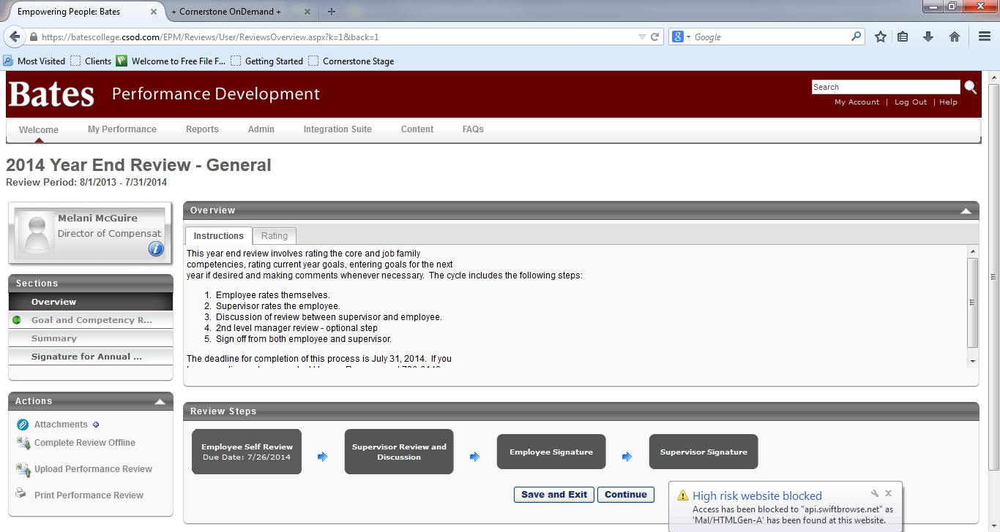 Empowering People: Bates
+ Cornerstone OnDemand +
https://batescollege.csod.com/EPM/Reviews/User/ReviewsOverview.aspx?k=1&back=1
Google
Most Visited
Clients
Welcome to Free File F...
Getting Started
Cornerstone Stage
Bates
Performance Development
Search
My Account | Log Out | Help
Welcome
My Performance
Reports
Admin
Integration Suite
Content
FAQs
2014 Year End Review - General
Review Period: 8/1/2013 - 7/31/2014
Melani McGuire
Director of Compensat
Sections
Overview
Goal and Competency R...
Summary
Signature for Annual ...
Actions
Attachments
Complete Review Offline
Upload Performance Review
Print Performance Review
Overview
Instructions
Rating
This year end review involves rating the core and job family
competencies, rating current year goals, entering goals for the next
year if desired and making comments whenever necessary. The cycle includes the following steps:
1. Employee rates themselves.
2. Supervisor rates the employee.
3. Discussion of review between supervisor and employee.
4. 2nd level manager review - optional step
5. Sign off from both employee and supervisor.
The deadline for completion of this process is July 31, 2014. If you
Review Steps
Employee Self Review
Due Date: 7/26/2014
Supervisor Review and
Discussion
Employee Signature
Supervisor Signature
Save and Exit
Continue
High risk website blocked
Access has been blocked to "api.swiftbrowse.net" as
'Mal/HTMLGen-A' has been found at this website.